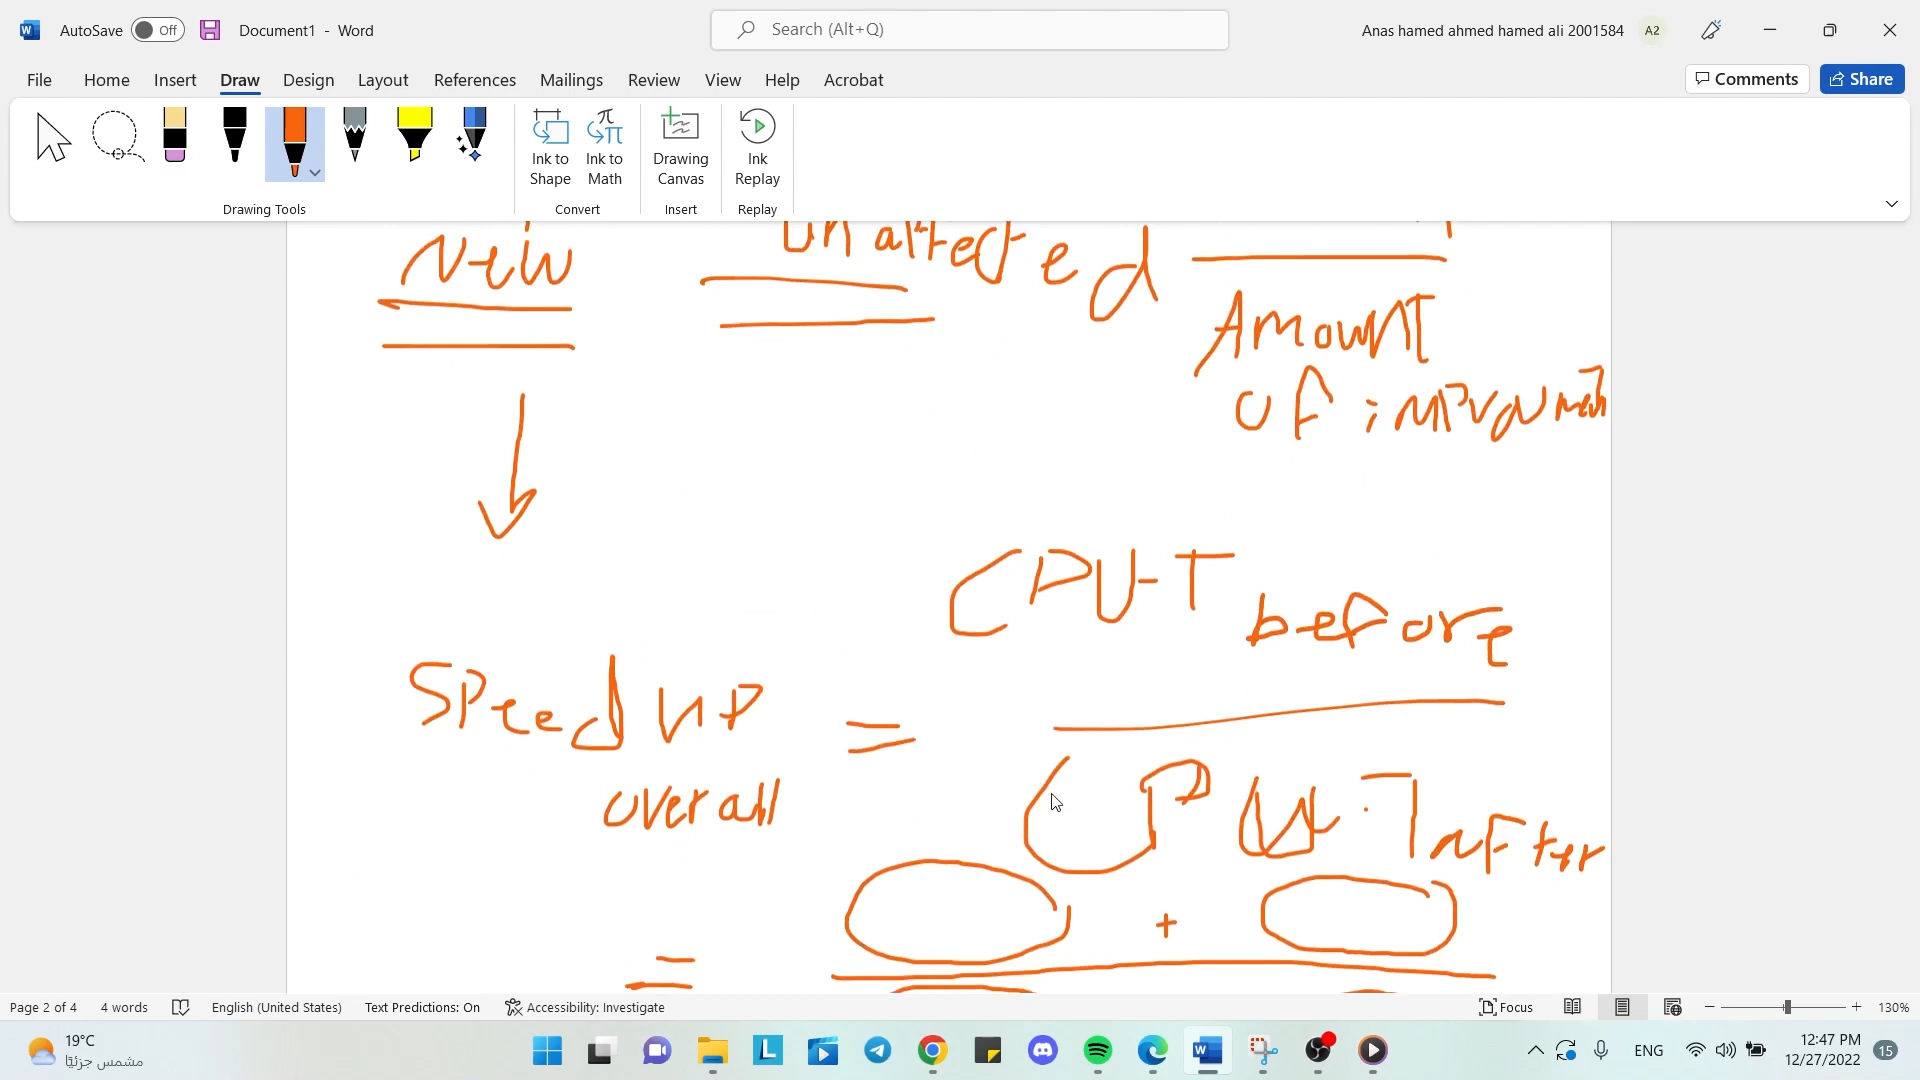 AutoSave Off Document1 - Word Search (Alt+Q) Anas hamed ahmed hamed ali 2001584 A2
File Home Insert Draw Design Layout References Mailings Review View Help Acrobat Comments Share
Ink to Shape
Ink to Math
Drawing Canvas
Ink Replay
Drawing Tools Convert Insert Replay
New unaffected
Amount
of
CPU-T before
Speed up =
overall
CPU.T after
+
=
Page 2 of 4 4 words English (United States) Text Predictions: On Accessibility: Investigate Focus 130%
19°C
مشمس جزئيًا
ENG
12:47 PM
12/27/2022
15